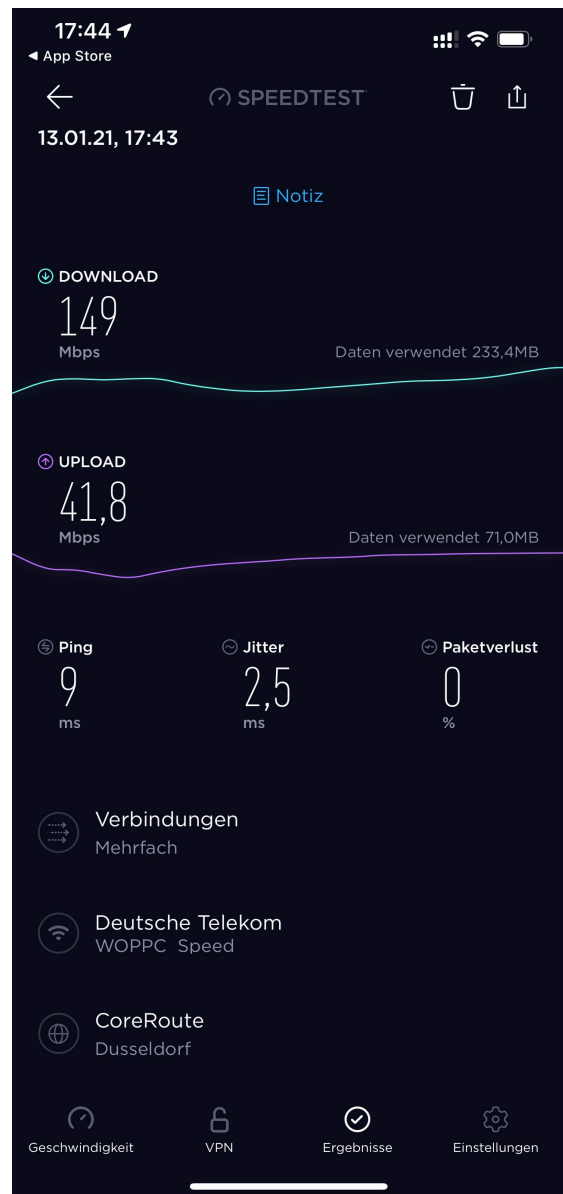 17:44
◀ App Store
SPEEDTEST
13.01.21, 17:43
Notiz
DOWNLOAD
149
Mbps
Daten verwendet 233,4MB
UPLOAD
41,8
Mbps
Daten verwendet 71,0MB
Ping Jitter Paketverlust
9 2,5 0
ms ms %
Verbindungen
Mehrfach
Deutsche Telekom
WOPPC Speed
CoreRoute
Dusseldorf
Geschwindigkeit VPN Ergebnisse Einstellungen